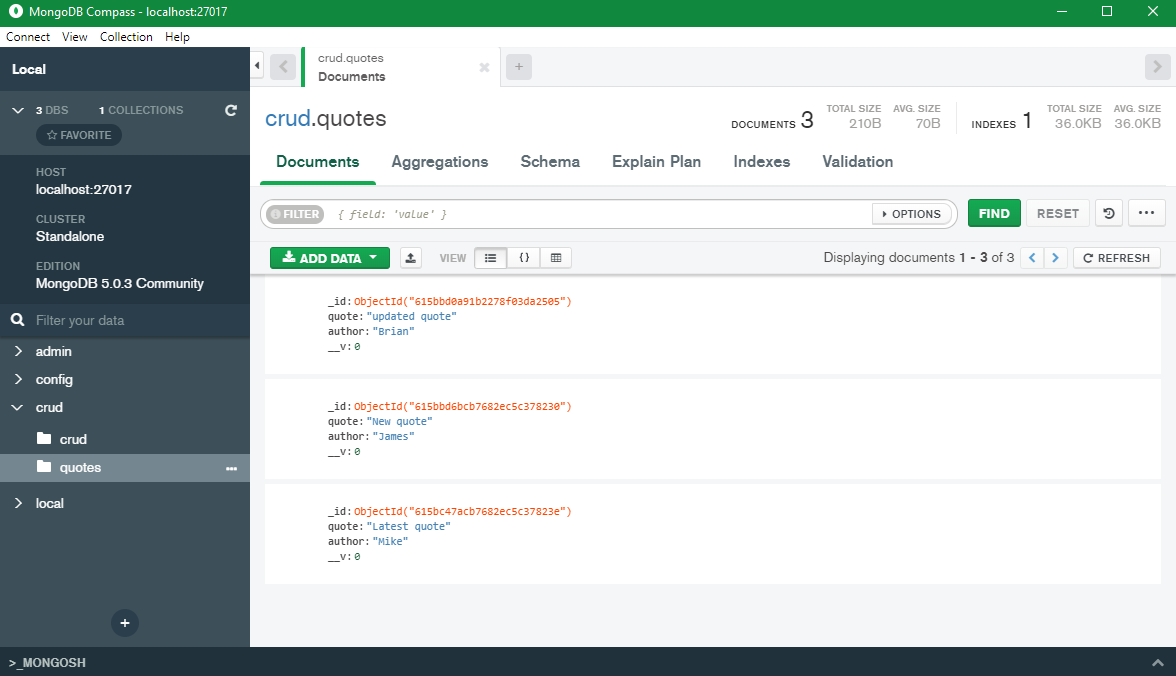 MongoDB Compass - localhost:27017
Connect View Collection Help
Local
3 DBS 1 COLLECTIONS
FAVORITE
HOST
localhost:27017
CLUSTER
Standalone
EDITION
MongoDB 5.0.3 Community
Filter your data
admin
config
crud
crud
quotes
local
>_MONGOSH
crud.quotes
Documents
crud.quotes
DOCUMENTS 3
TOTAL SIZE AVG. SIZE
210B 70B
INDEXES 1
TOTAL SIZE AVG. SIZE
36.0KB 36.0KB
Documents Aggregations Schema Explain Plan Indexes Validation
FILTER { field: 'value' } OPTIONS FIND RESET
ADD DATA VIEW {} Displaying documents 1 - 3 of 3 REFRESH
_id:ObjectId("615bbd0a91b2278f03da2505")
quote:"updated quote"
author:"Brian"
__v:0
_id:ObjectId("615bbd6bcb7682ec5c378230")
quote:"New quote"
author:"James"
__v:0
_id:ObjectId("615bc47acb7682ec5c37823e")
quote:"Latest quote"
author:"Mike"
__v:0